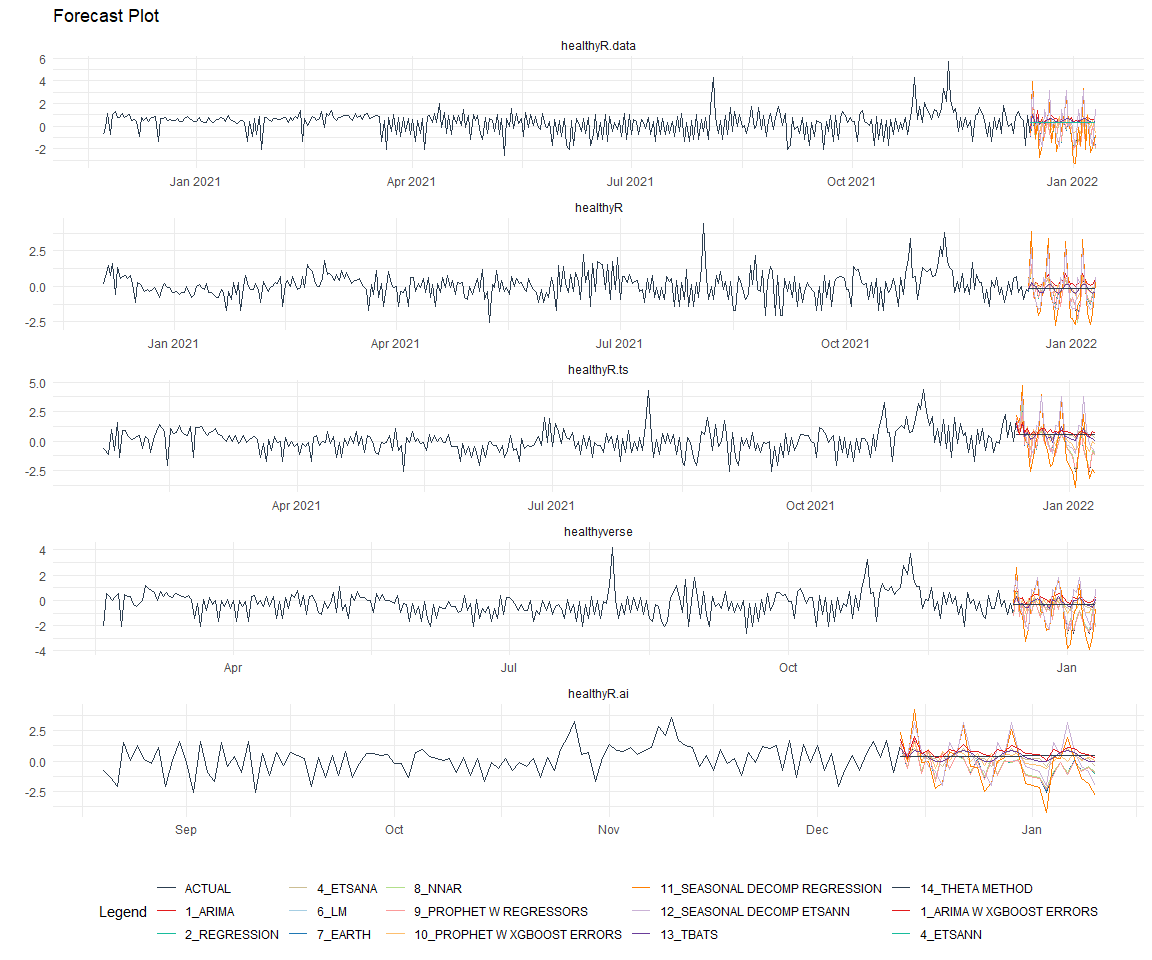 Forecast Plot
healthyR.data
6
4
2
0
-2
Jan 2021 Apr 2021 Jul 2021 Oct 2021 Jan 2022
healthyR
2.5
0.0
-2.5
Jan 2021 Apr 2021 Jul 2021 Oct 2021 Jan 2022
healthyR.ts
5.0
2.5
0.0
-2.5
Apr 2021 Jul 2021 Oct 2021 Jan 2022
healthyverse
4
2
0
-2
-4
Apr Jul Oct Jan
healthyR.ai
2.5
0.0
-2.5
Sep Oct Nov Dec Jan
ACTUAL 4_ETSANA 8_NNAR 11_SEASONAL DECOMP REGRESSION 14_THETA METHOD
Legend 1_ARIMA 6_LM 9_PROPHET W REGRESSORS 12_SEASONAL DECOMP ETSANN 1_ARIMA W XGBOOST ERRORS
2_REGRESSION 7_EARTH 10_PROPHET W XGBOOST ERRORS 13_TBATS 4_ETSANN